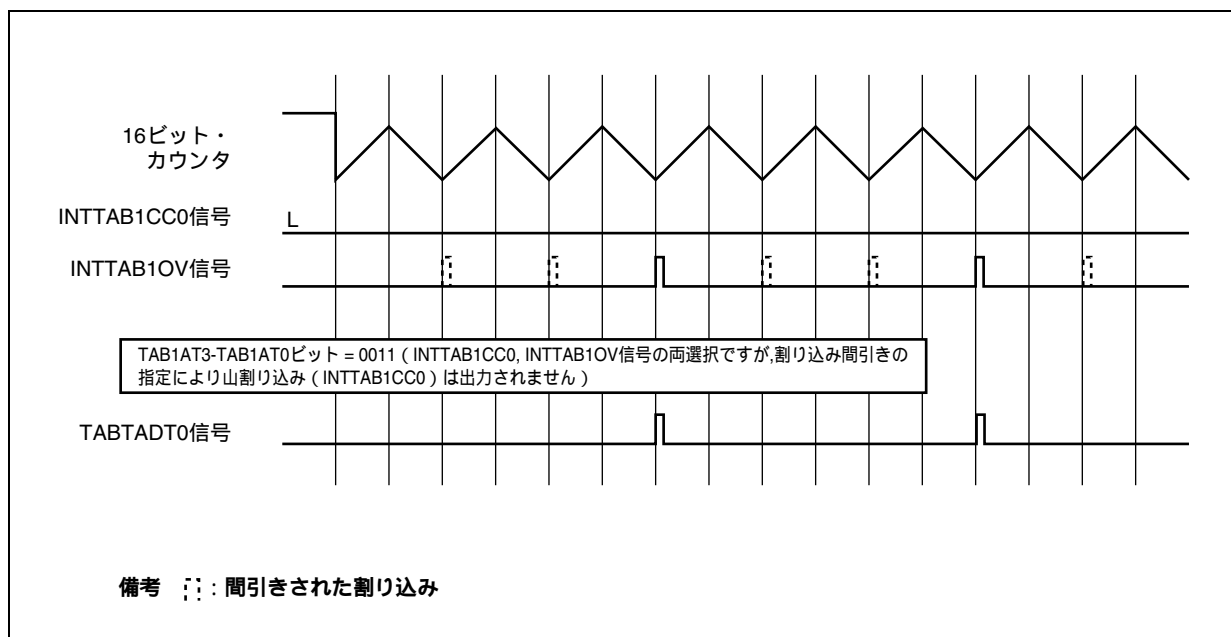 16ビット・
カウンタ
INTTAB1CC0信号
L
INTTAB1OV信号
TAB1AT3-TAB1AT0ビット = 0011 ( INTTAB1CC0, INTTAB1OV信号の両選択ですが,割り込み間引きの
指定により山割り込み ( INTTAB1CC0 ) は出力されません )
TABTADT0信号
備考 : 間引きされた割り込み